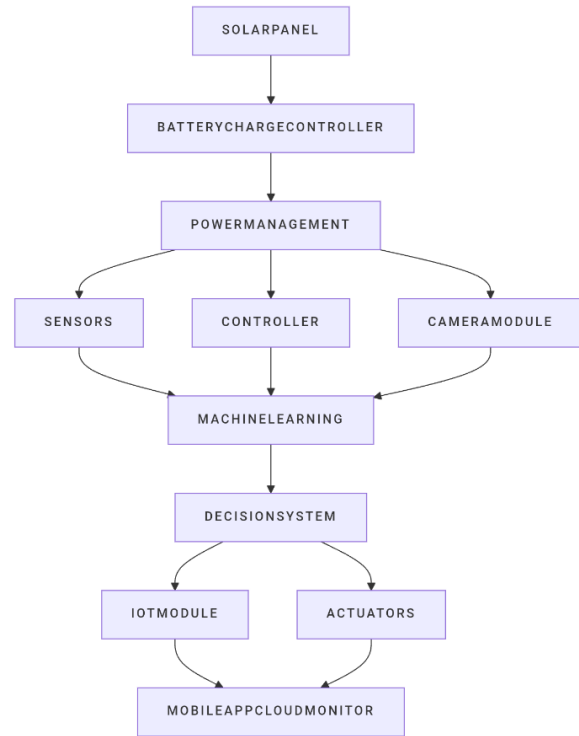 SOLARPANEL
BATTERYCHARGECONTROLLER
POWERMANAGEMENT
SENSORS
CONTROLLER
CAMERAMODULE
MACHINELEARNING
DECISIONSYSTEM
IOTMODULE
ACTUATORS
MOBILEAPPCLOUDMONITOR